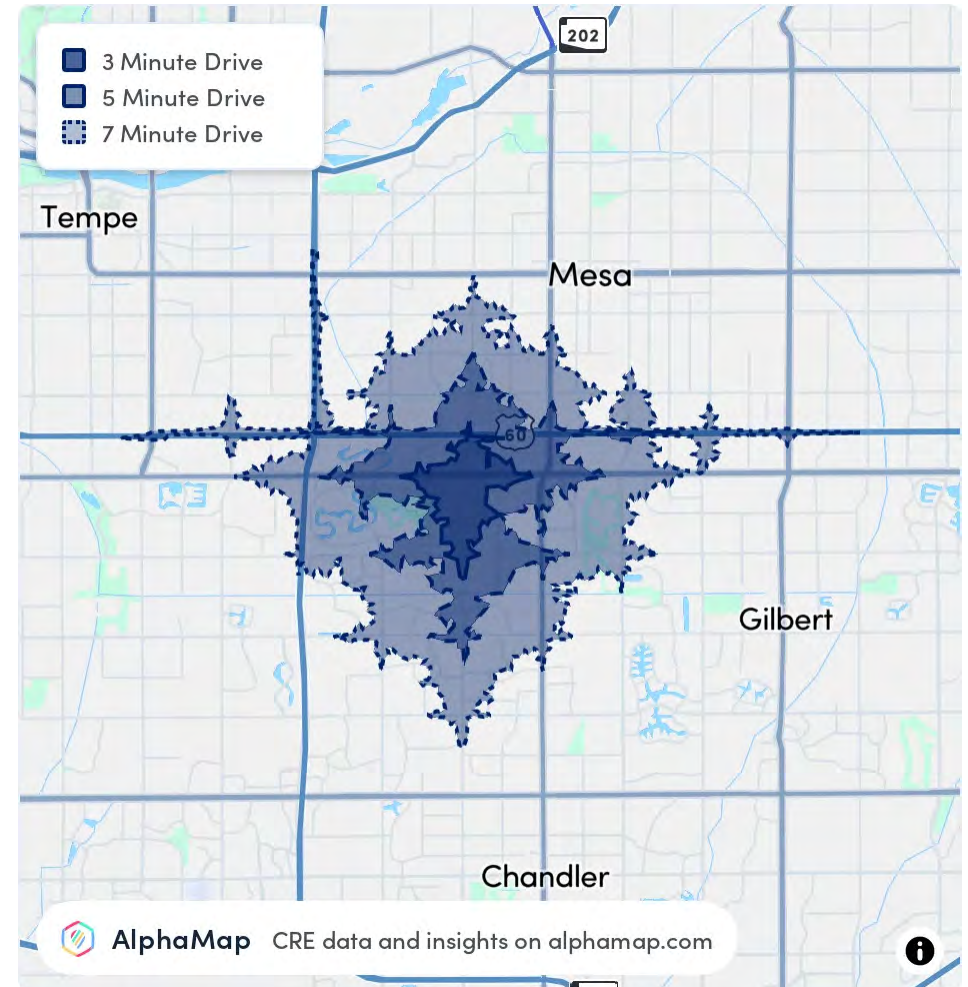 202
3 Minute Drive
5 Minute Drive
7 Minute Drive
Tempe
Mesa
60
Gilbert
Chandler
AlphaMap CRE data and insights on alphamap.com
i